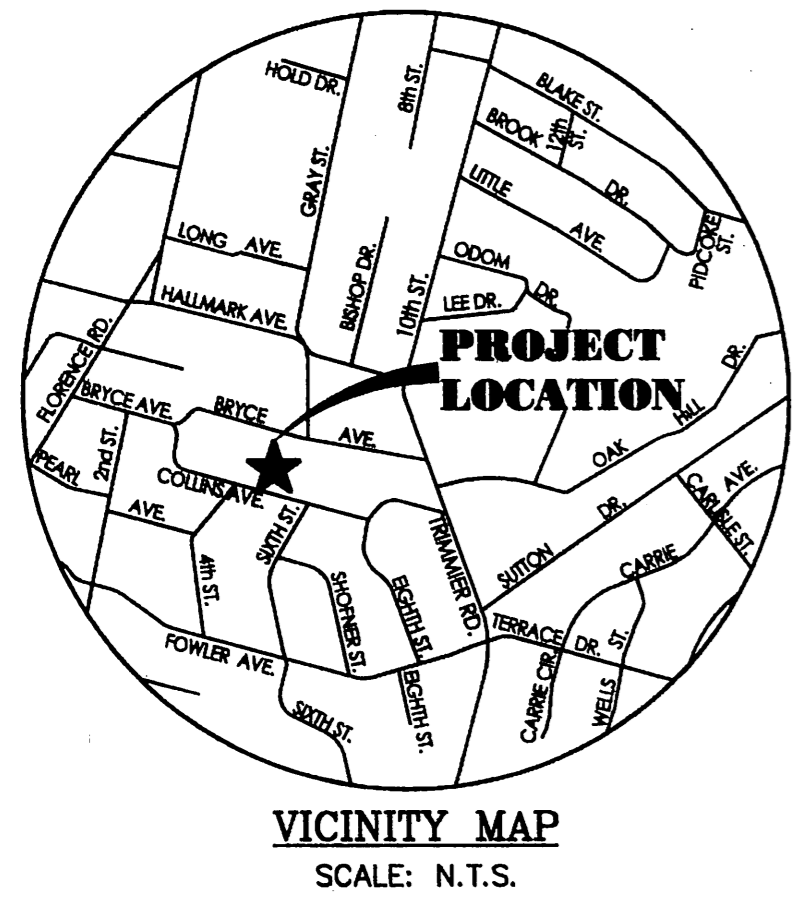 HOLD DR.
8th ST.
BLAKE ST.
BROOK DR.
12th ST.
LITTLE AVE.
GRAY ST.
PIDCOKE ST.
LONG AVE.
BISHOP DR.
10th ST.
ODOM DR.
LEE DR.
HALLMARK AVE.
FLORENCE RD.
PROJECT
LOCATION
OAK HILL DR.
BRYCE AVE.
BRYCE AVE.
2nd ST.
PEARL AVE.
COLLINS AVE.
SIXTH ST.
4th ST.
SHOFNER ST.
EIGHTH ST.
TRIMMIER RD.
SUTTON DR.
CARRIE AVE.
CARLISLE ST.
TERRACE DR.
FOWLER AVE.
SIXTH ST.
EIGHTH ST.
CARRIE CIR.
WELLS ST.
VICINITY MAP
SCALE: N.T.S.